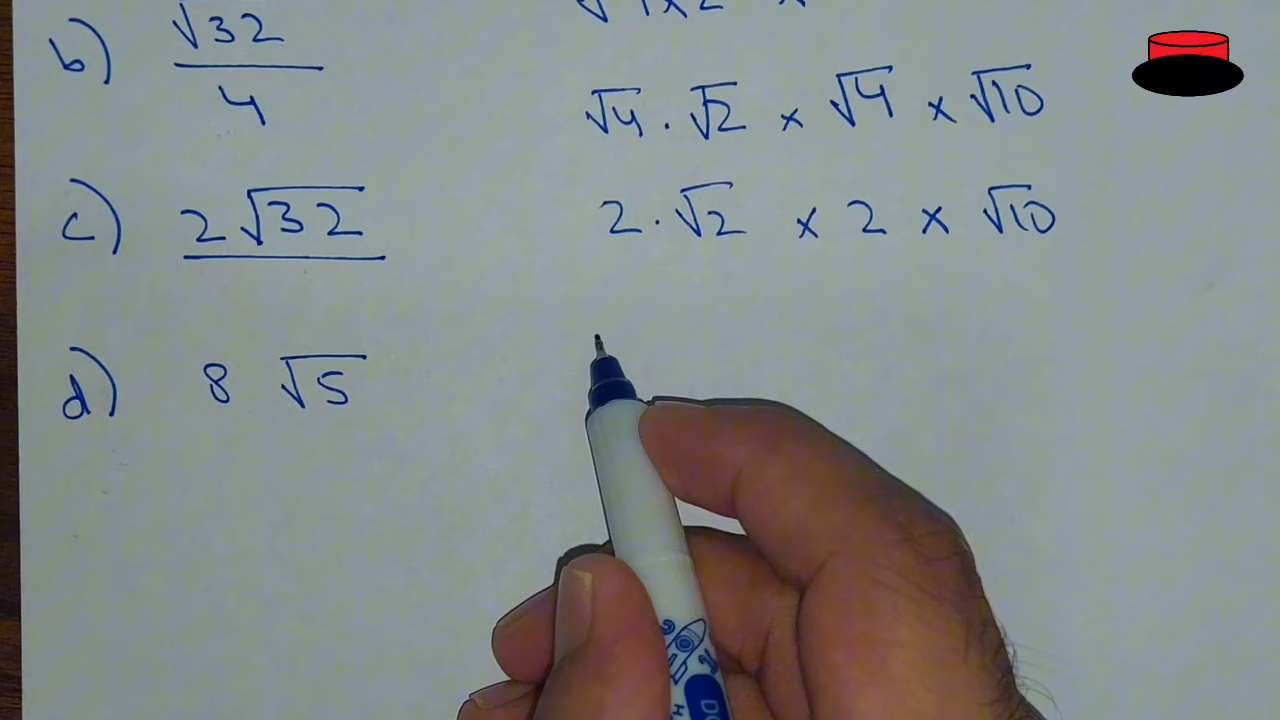 b) √32 / 4
√4 . √2 × √4 × √10
c) 2√32
2 . √2 × 2 × √10
d) 8 √5